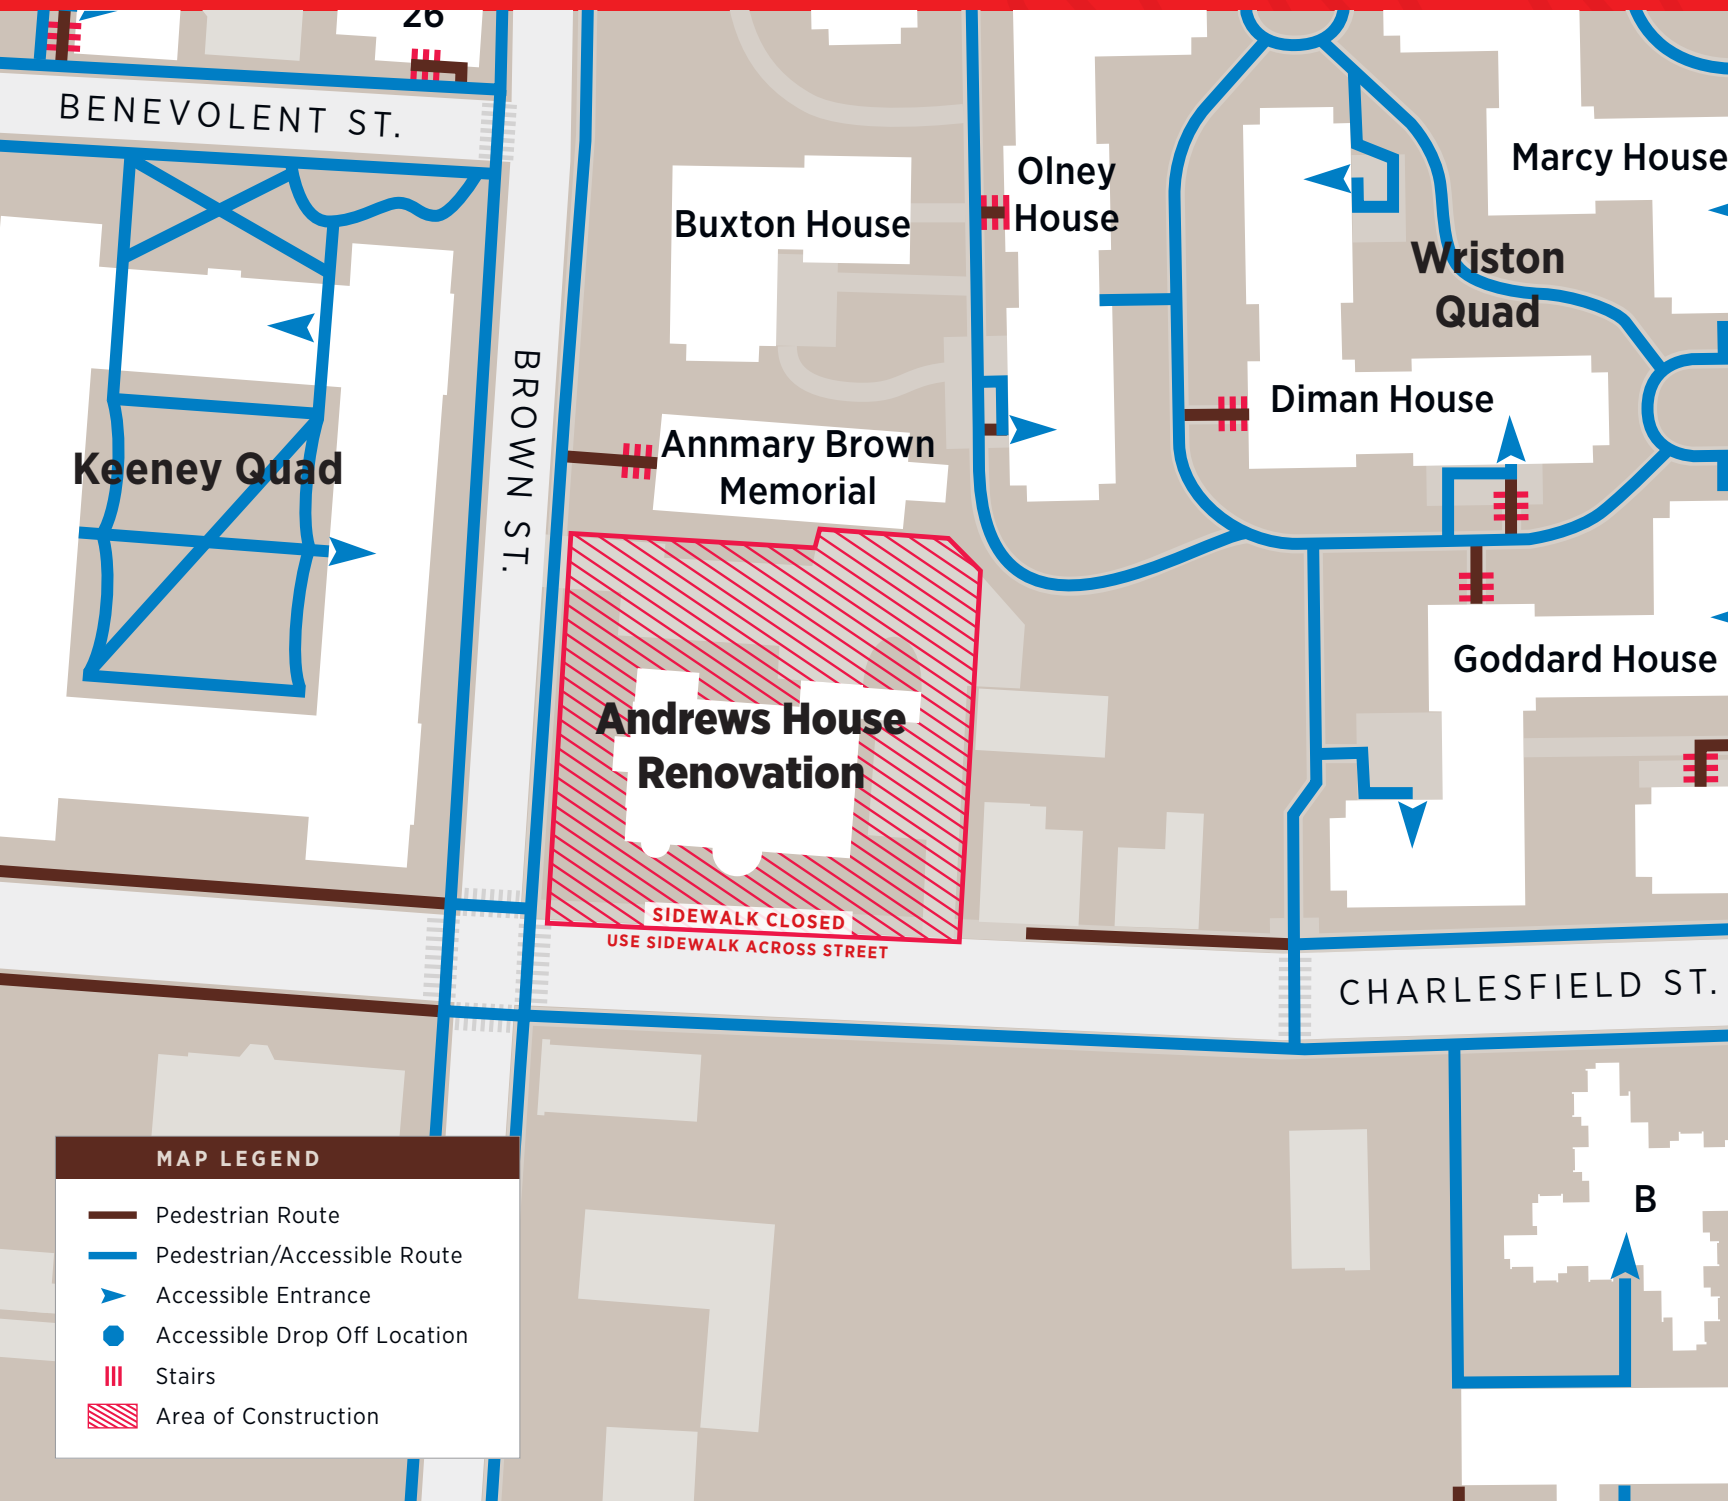 26
BENEVOLENT ST.
Olney
House
Marcy House
Buxton House
Wriston
Quad
BROWN ST.
Diman House
Keeney Quad
Annmary Brown
Memorial
Goddard House
Andrews House
Renovation
SIDEWALK CLOSED
USE SIDEWALK ACROSS STREET
CHARLESFIELD ST.
B
MAP LEGEND
Pedestrian Route
Pedestrian/Accessible Route
Accessible Entrance
Accessible Drop Off Location
Stairs
Area of Construction